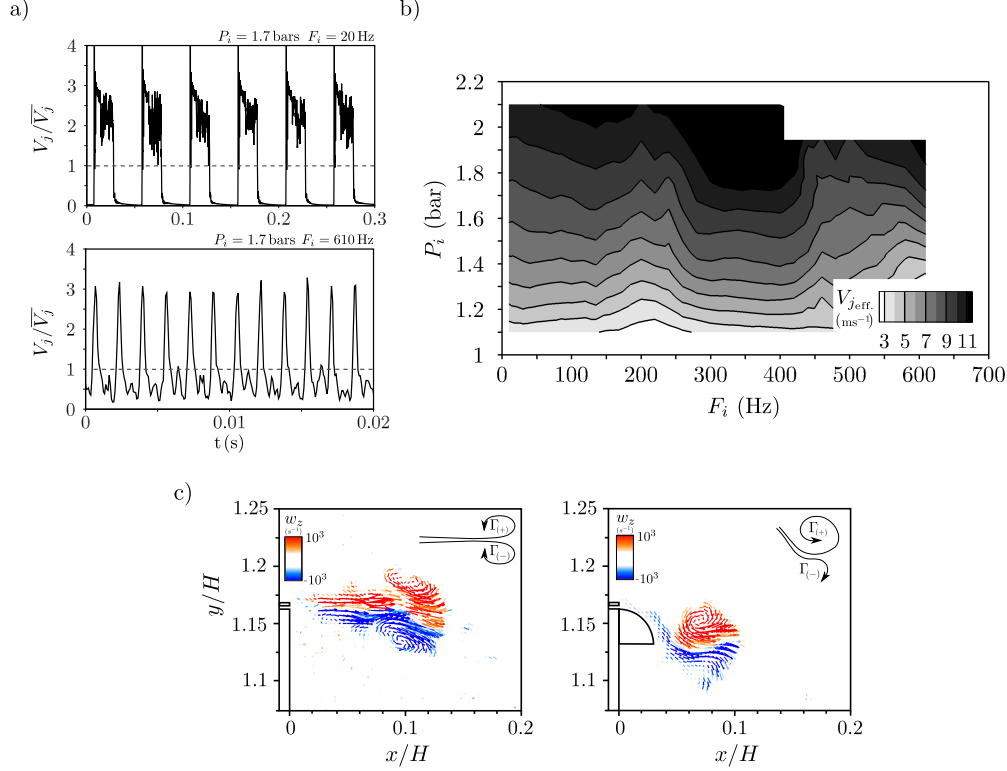 a)
P_i = 1.7 bars F_i = 20 Hz
V_j/\overline{V_j}
4
3
2
1
0
0 0.1 0.2 0.3
P_i = 1.7 bars F_i = 610 Hz
V_j/\overline{V_j}
4
3
2
1
0
0 0.01 0.02
t(s)
b)
P_i (bar)
2.2
2
1.8
1.6
1.4
1.2
1
0 100 200 300 400 500 600 700
F_i (Hz)
V_{j_{eff.}}
(ms^{-1})
3 5 7 9 11
c)
y/H
1.25
1.2
1.15
1.1
w_z
(s^{-1})
10^3
-10^3
Γ(+)
Γ(−)
0 0.1 0.2
x/H
1.25
1.2
1.15
1.1
w_z
(s^{-1})
10^3
-10^3
Γ(+)
Γ(−)
0 0.1 0.2
x/H